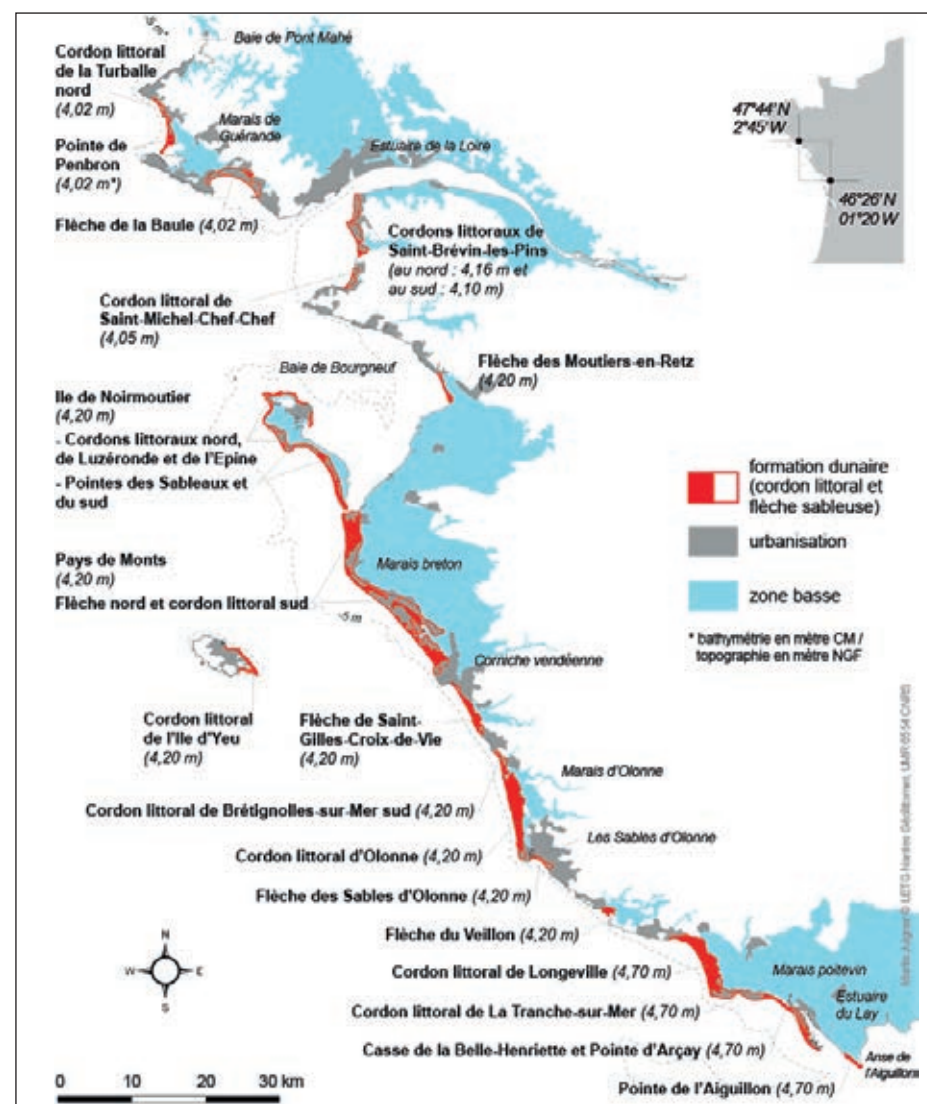 -5 m*
Baie de Pont Mahé
Cordon littoral
de la Turballe
nord
(4,02 m)
Marais de
Guérande
Estuaire de la Loire
47°44' N
2°45' W
46°26' N
01°20 W
Pointe de
Penbron
(4,02 m*)
Flèche de la Baule (4,02 m)
Cordons littoraux de
Saint-Brévin-les-Pins
(au nord : 4,16 m et
au sud : 4,10 m)
Cordon littoral de
Saint-Michel-Chef-Chef
(4,05 m)
Flèche des Moutiers-en-Retz
(4,20 m)
Baie de Bourgneuf
Ile de Noirmoutier
(4,20 m)
- Cordons littoraux nord,
de Luzéronde et de l'Epine
- Pointes des Sableaux et
du sud
formation dunaire
(cordon littoral et
flèche sableuse)
urbanisation
zone basse
* bathymétrie en mètre CM /
topographie en mètre NGF
Pays de Monts
(4,20 m)
Flèche nord et cordon littoral sud
Marais breton
-5 m
Corniche vendéenne
Cordon littoral
de l'Ile d'Yeu
(4,20 m)
Flèche de Saint-
Gilles-Croix-de-Vie
(4,20 m)
Marais d'Olonne
Cordon littoral de Brétignolles-sur-Mer sud (4,20 m)
Les Sables d'Olonne
Cordon littoral d'Olonne (4,20 m)
Flèche des Sables d'Olonne (4,20 m)
Flèche du Veillon (4,20 m)
Cordon littoral de Longeville (4,70 m)
Marais poitevin
Estuaire
du Lay
Cordon littoral de La Tranche-sur-Mer (4,70 m)
Casse de la Belle-Henriette et Pointe d'Arçay (4,70 m)
Anse de
l'Aiguillons
Pointe de l'Aiguillon (4,70 m)
N
W
E
S
0 10 20 30 km
© LETG-Nantes Géolittomer, UMR 6554 CNRS